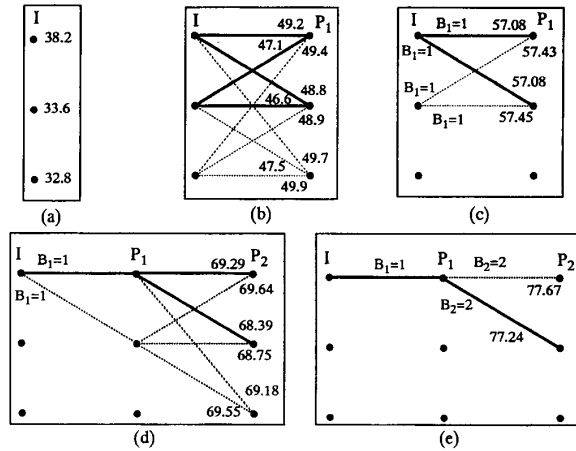 I
38.2
33.6
32.8
(a)
I 49.2 P1
47.1 49.4
48.8
46.6
48.9
49.7
47.5
49.9
(b)
I B1=1 57.08 P1
B1=1 57.43
B1=1 57.08
B1=1 57.45
(c)
I P1 P2
B1=1 69.29
B1=1 69.64
68.39
68.75
69.18
69.55
(d)
I B1=1 P1 B2=2 P2
77.67
B2=2
77.24
(e)